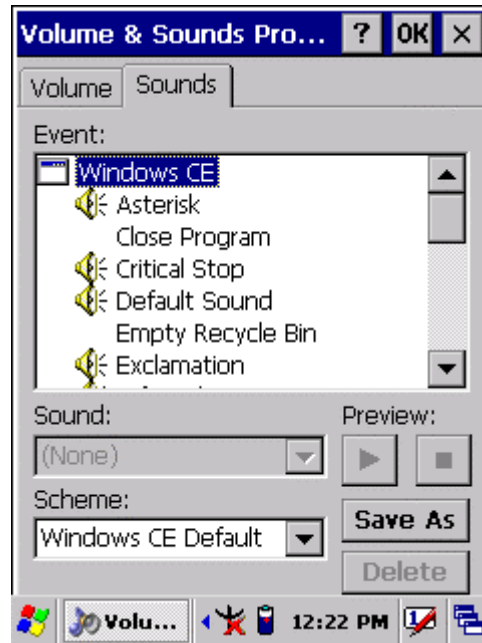 Volume & Sounds Pro... ? OK ×
Volume Sounds
Event:
Windows CE
Asterisk
Close Program
Critical Stop
Default Sound
Empty Recycle Bin
Exclamation
Sound: Preview:
(None)
Scheme:
Save As
Windows CE Default
Delete
Volu... 12:22 PM